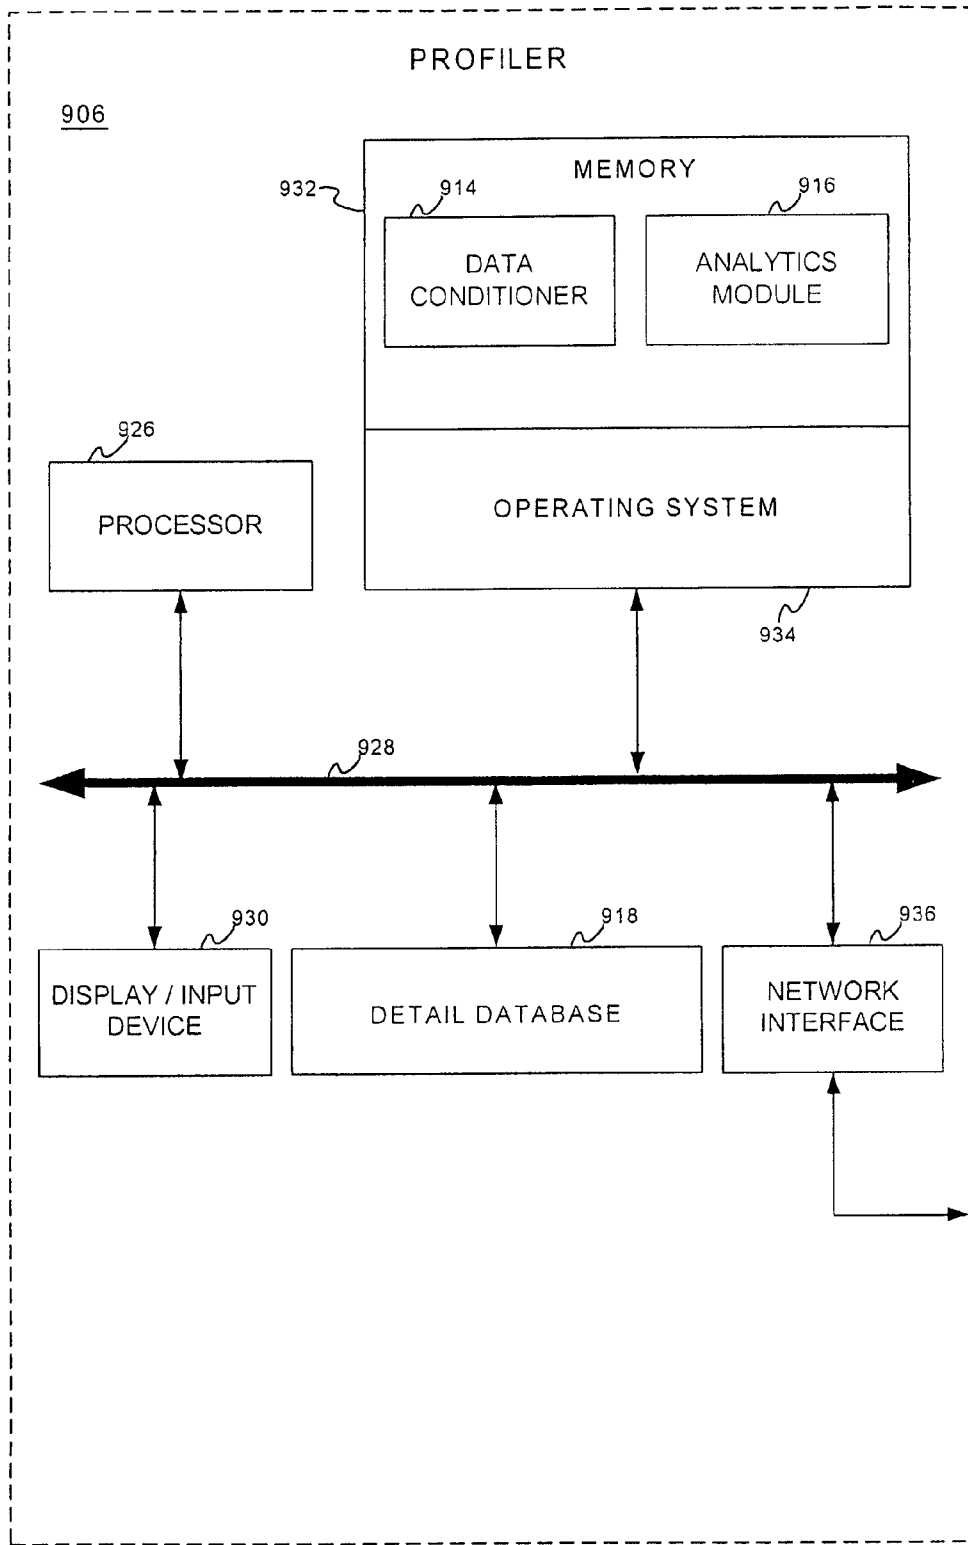 PROFILER
906
MEMORY
932
914
916
DATA
CONDITIONER
ANALYTICS
MODULE
926
PROCESSOR
OPERATING SYSTEM
934
928
930
918
936
DISPLAY / INPUT
DEVICE
DETAIL DATABASE
NETWORK
INTERFACE